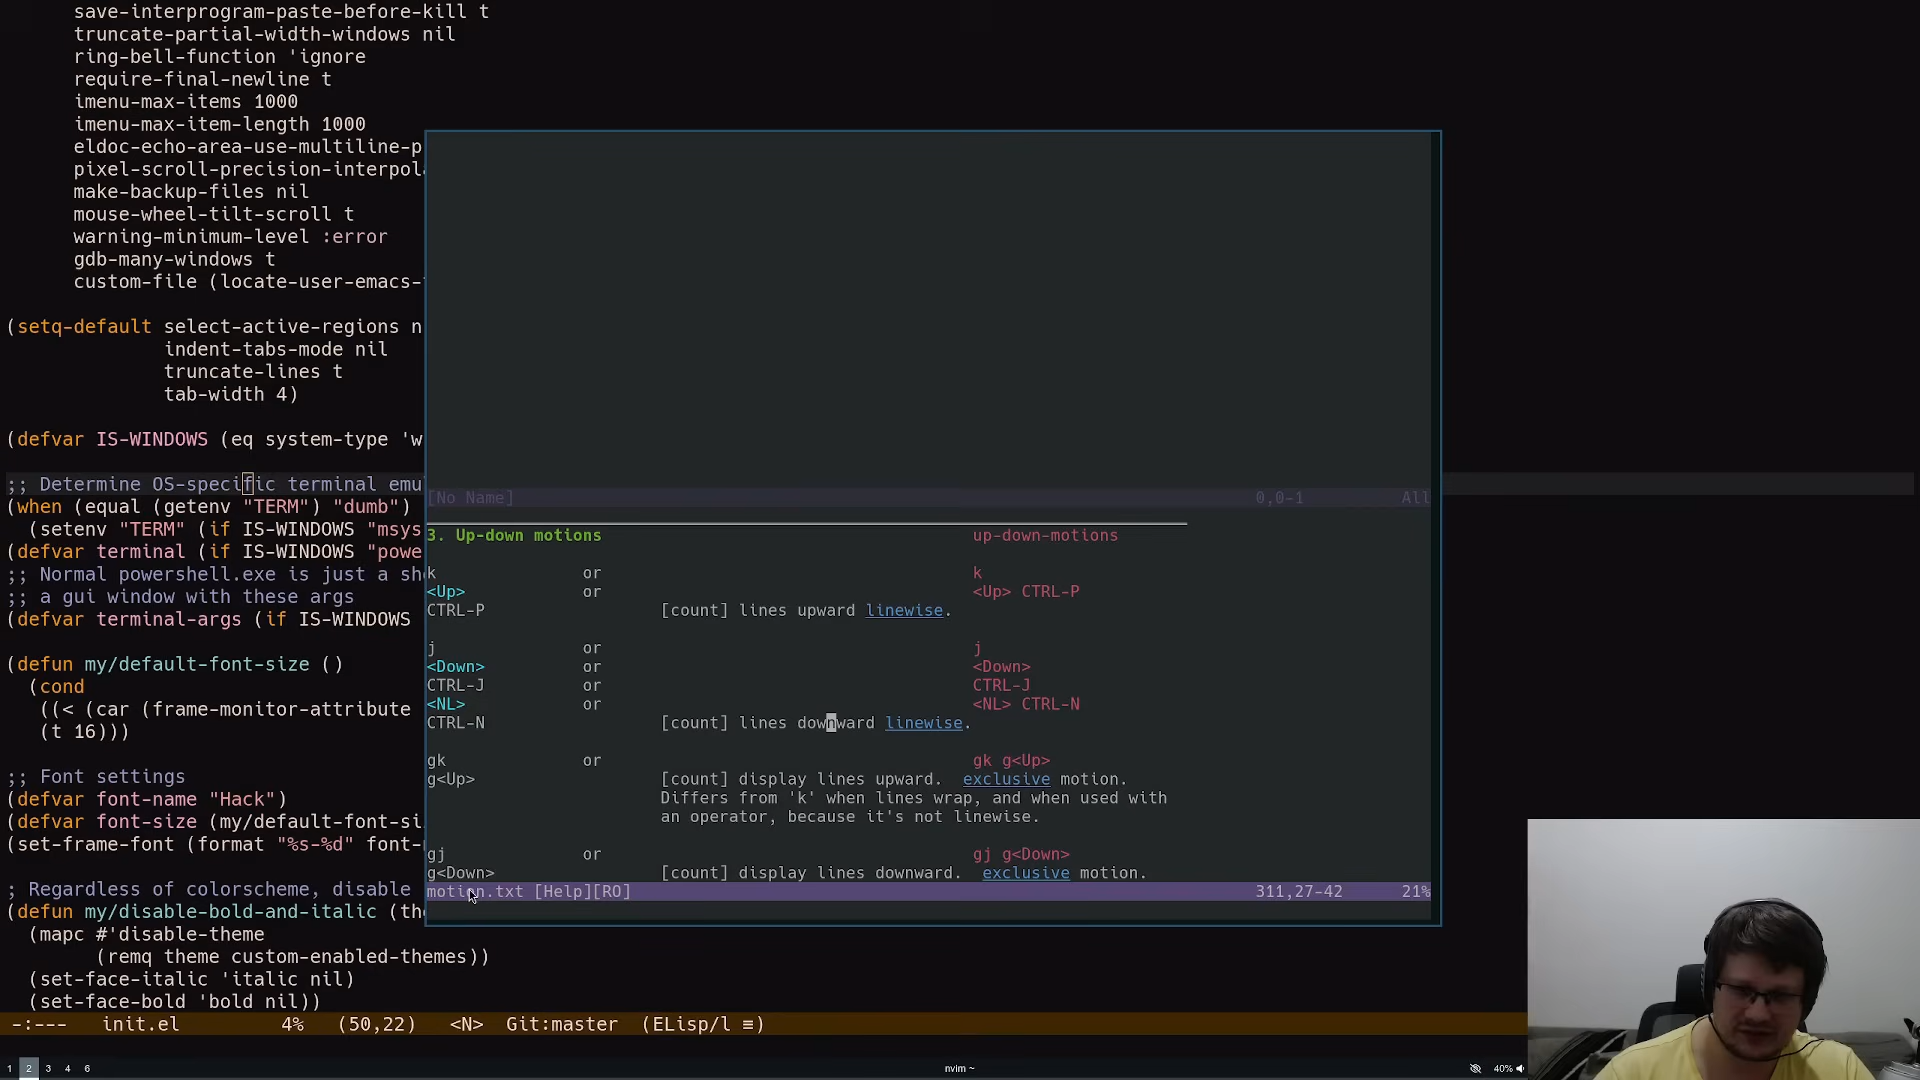 save-interprogram-paste-before-kill t
truncate-partial-width-windows nil
ring-bell-function 'ignore
require-final-newline t
imenu-max-items 1000
imenu-max-item-length 1000
eldoc-echo-area-use-multiline-p
pixel-scroll-precision-interpol
make-backup-files nil
mouse-wheel-tilt-scroll t
warning-minimum-level :error
gdb-many-windows t
custom-file (locate-user-emacs-
(setq-default select-active-regions n
indent-tabs-mode nil
truncate-lines t
tab-width 4)
(defvar IS-WINDOWS (eq system-type 'w
;; Determine OS-specific terminal emu
(when (equal (getenv "TERM") "dumb")
(setenv "TERM" (if IS-WINDOWS "msys
(defvar terminal (if IS-WINDOWS "powe
;; Normal powershell.exe is just a sh
;; a gui window with these args
(defvar terminal-args (if IS-WINDOWS
(defun my/default-font-size ()
(cond
((< (car (frame-monitor-attribute
(t 16)))
;; Font settings
(defvar font-name "Hack")
(defvar font-size (my/default-font-si
(set-frame-font (format "%s-%d" font-
; Regardless of colorscheme, disable
(defun my/disable-bold-and-italic (th
(mapc #'disable-theme
(remq theme custom-enabled-themes))
(set-face-italic 'italic nil)
(set-face-bold 'bold nil))
-:--- init.el 4% (50,22) <N> Git:master (ELisp/l ≡)
[No Name] 0,0-1 All
3. Up-down motions up-down-motions
k or k
<Up> or <Up> CTRL-P
CTRL-P [count] lines upward linewise.
j or j
<Down> or <Down>
CTRL-J or CTRL-J
<NL> or <NL> CTRL-N
CTRL-N [count] lines downward linewise.
gk or gk g<Up>
g<Up> [count] display lines upward. exclusive motion.
Differs from 'k' when lines wrap, and when used with
an operator, because it's not linewise.
gj or gj g<Down>
g<Down> [count] display lines downward. exclusive motion.
motion.txt [Help][RO] 311,27-42 21%
1 2 3 4 6 nvim ~ 40%